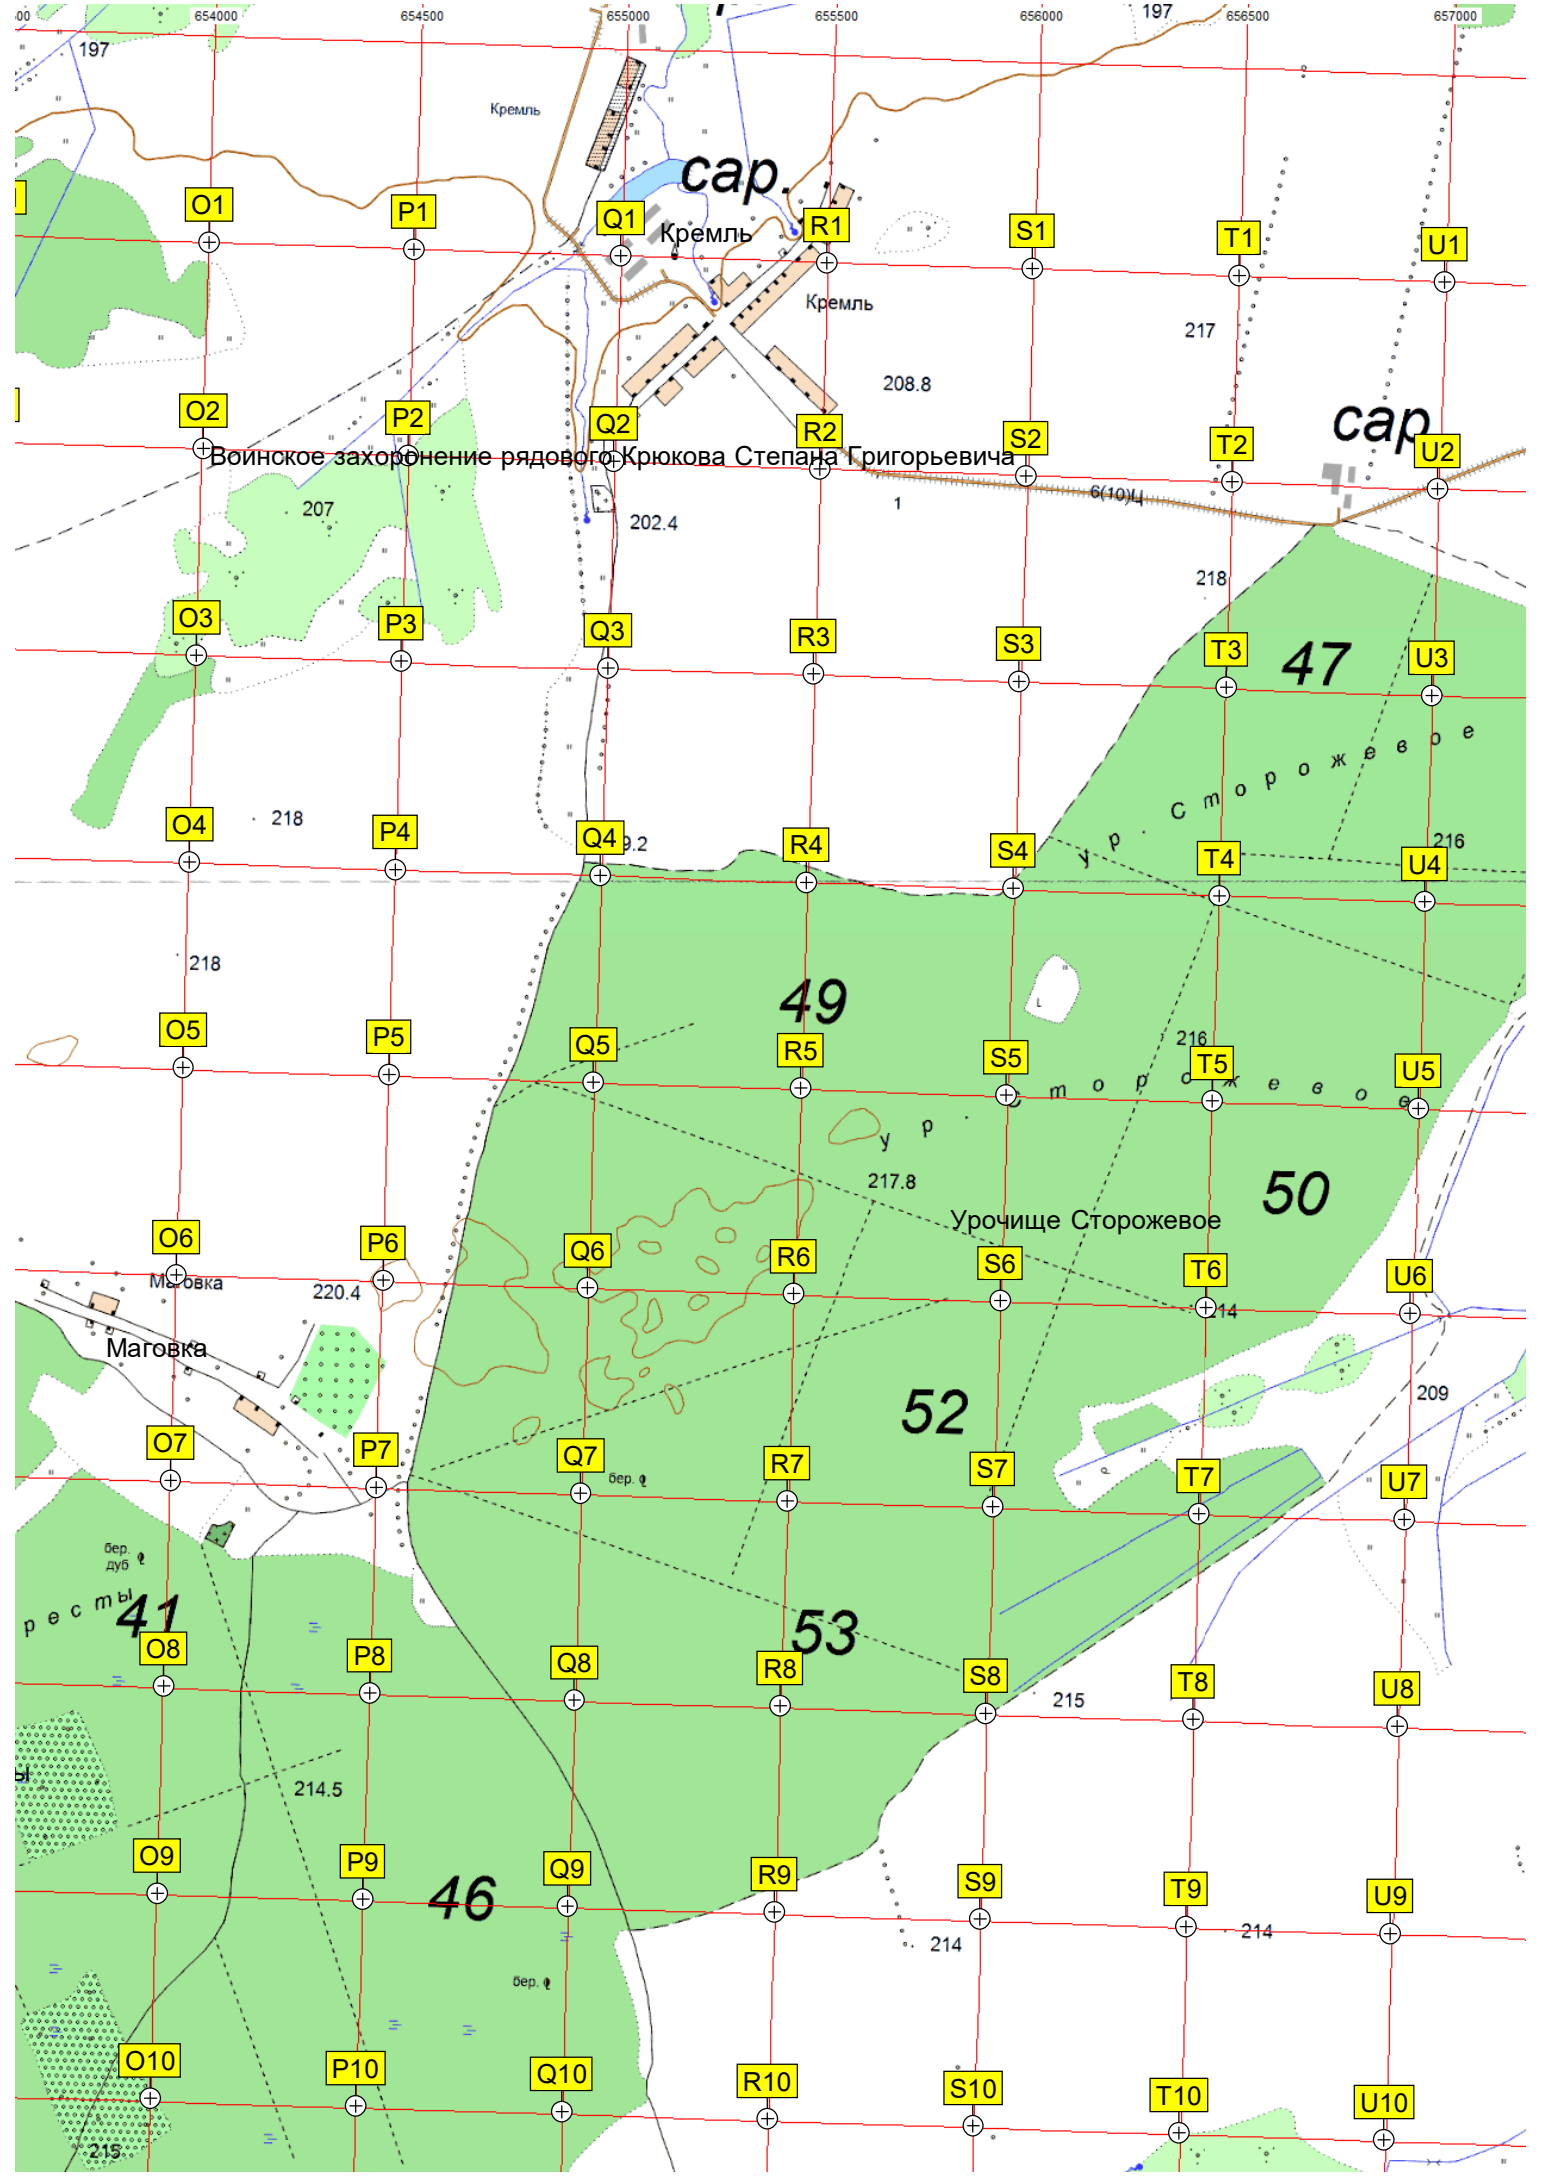 654000 654500 655000 655500 656000 656500 657000
197
197
Кремль
сар.
O1 P1 Q1 R1 S1 T1 U1
Кремль
Кремль
217
208.8
сар
O2 P2 Q2 R2 S2 T2 U2
Воинское захоронение рядового Крюкова Степана Григорьевича
6(10)Ц
1
207
202.4
218
O3 P3 Q3 R3 S3 T3 U3
47
ур. Сторожевое
218
216
O4 P4 Q4 R4 S4 T4 U4
9.2
218
49
216
O5 P5 Q5 R5 S5 T5 U5
ур. Сторожевое
217.8
50
Урочище Сторожевое
O6 P6 Q6 R6 S6 T6 U6
Маговка
220.4
214
Маговка
209
52
O7 P7 Q7 R7 S7 T7 U7
бер.
бер.
дуб
ресты
41
53
O8 P8 Q8 R8 S8 T8 U8
215
ы
214.5
O9 P9 Q9 R9 S9 T9 U9
46
214
214
бер.
O10 P10 Q10 R10 S10 T10 U10
215